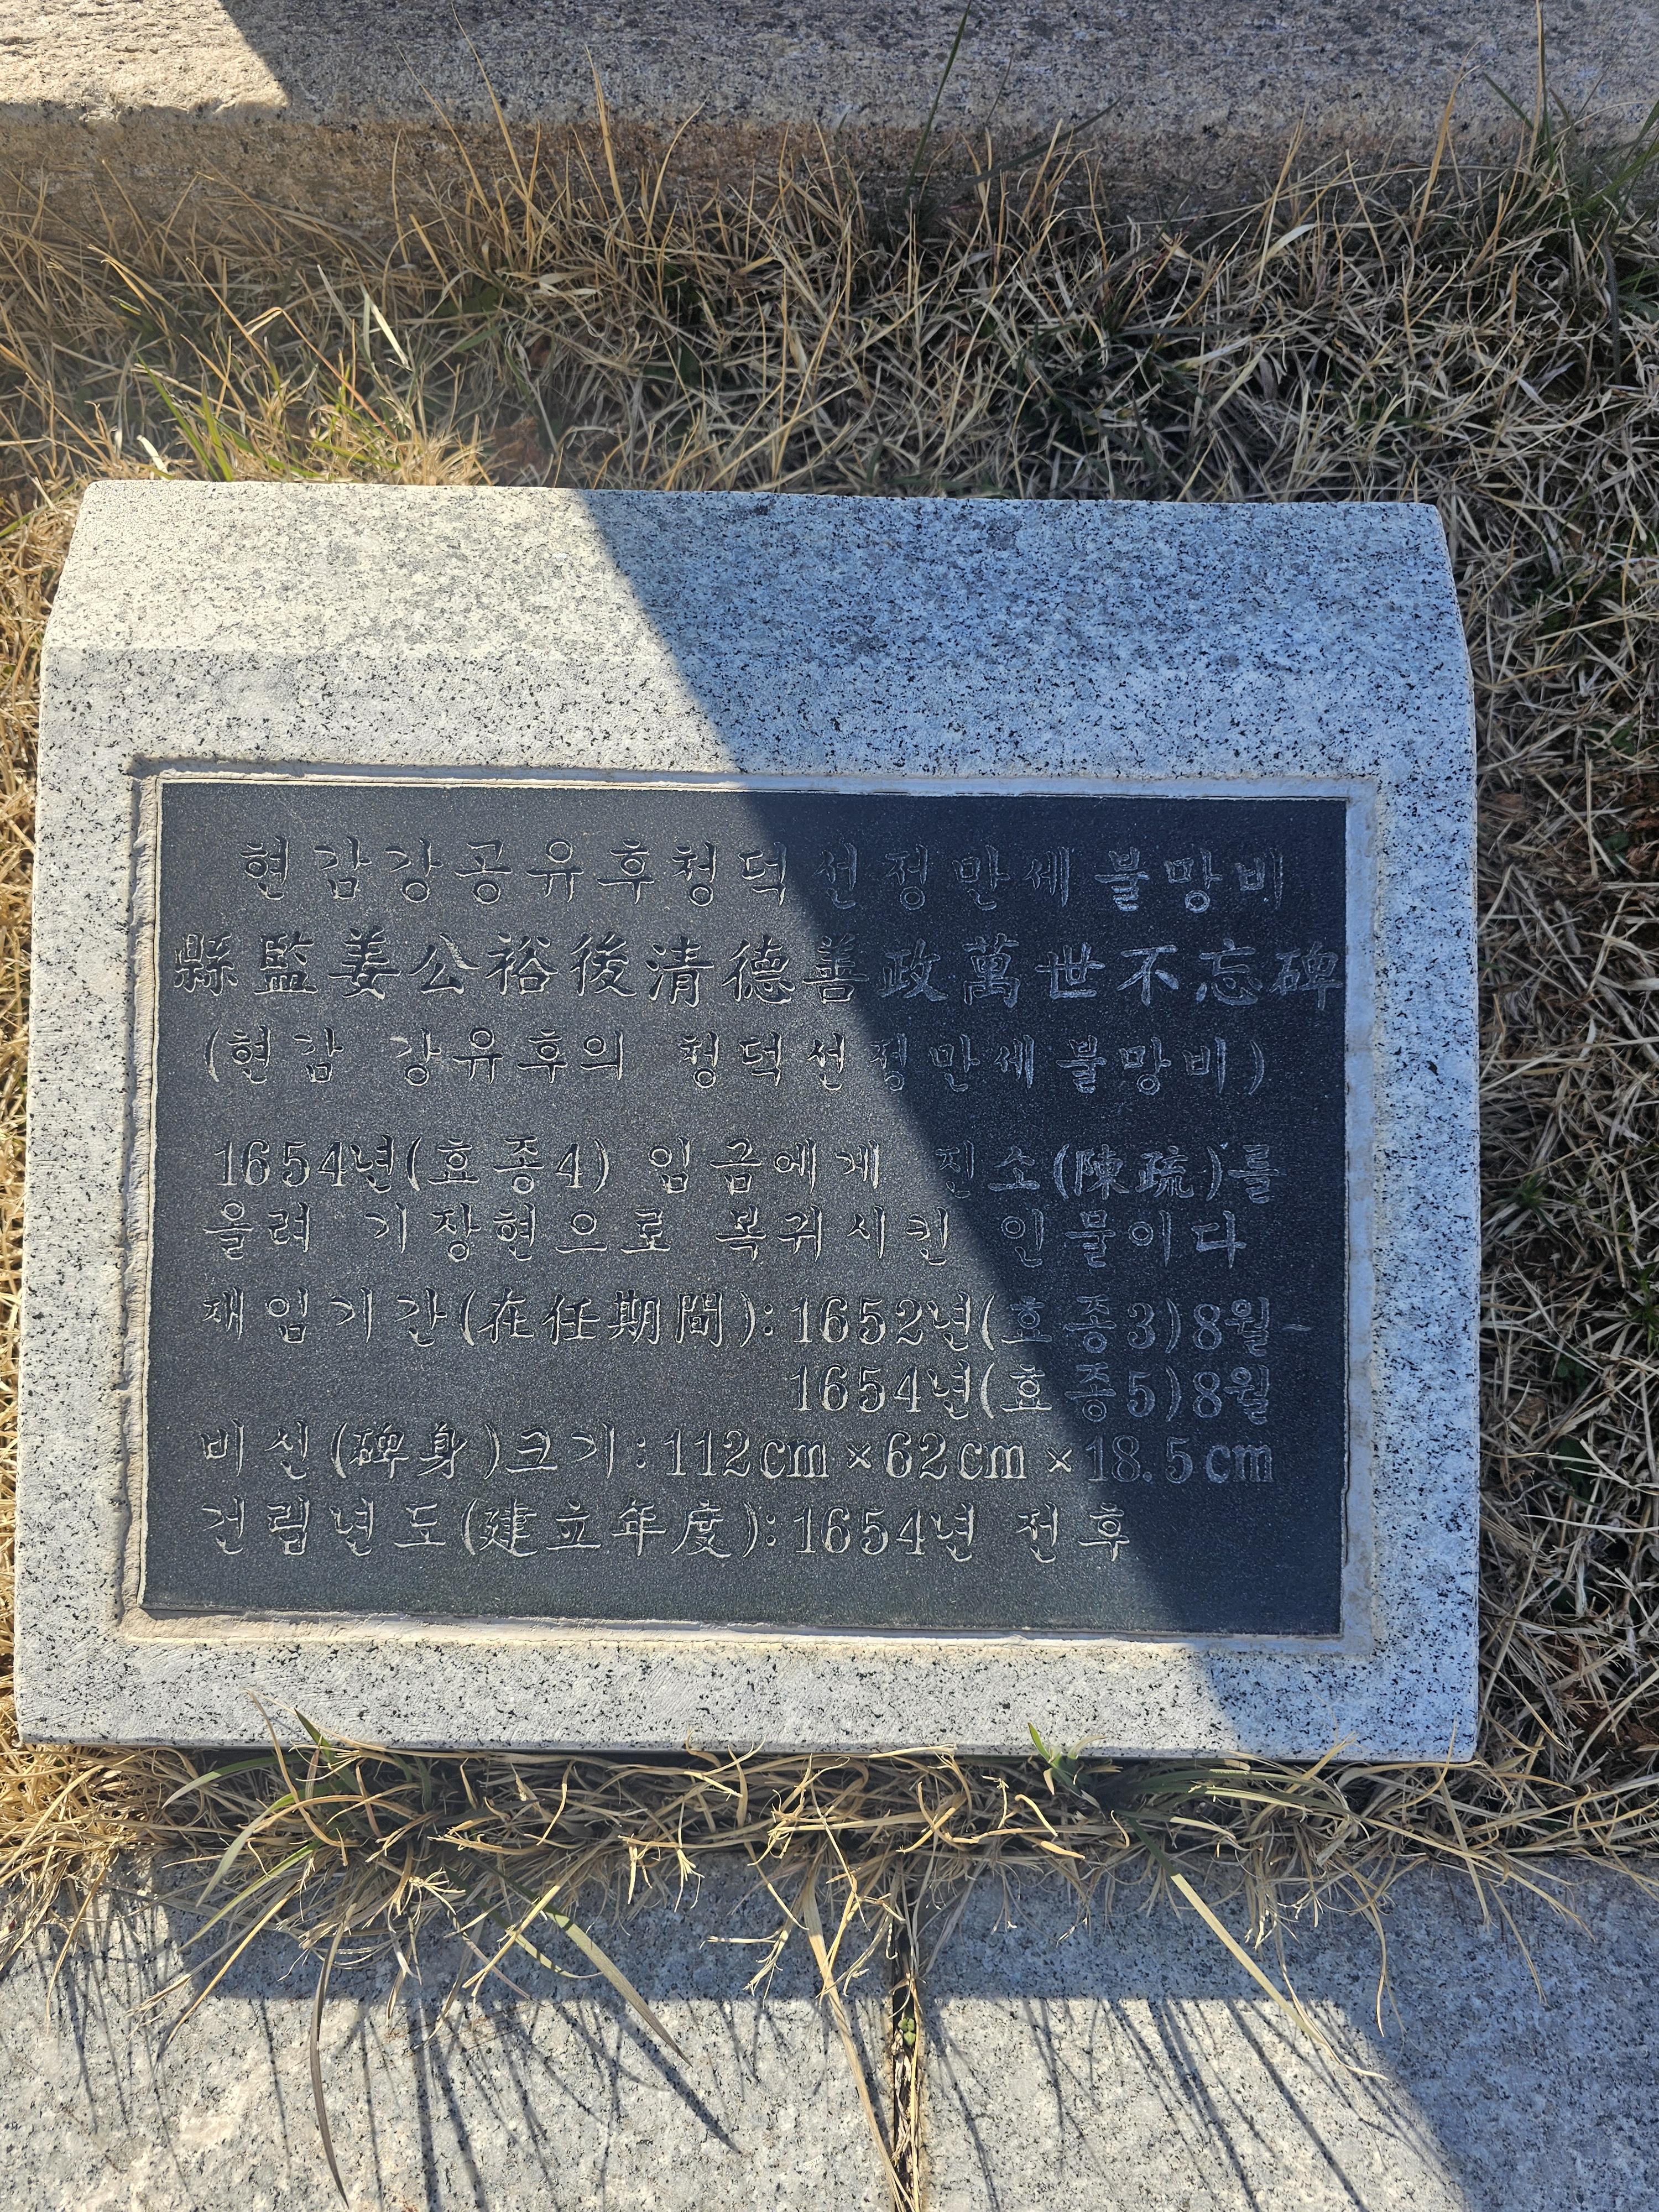 현감강공유후청덕선정만세불망비
縣監姜公裕後清德善政萬世不忘碑
(현감 강유후의 청덕선정만세불망비)
1654년(효종4) 임금에게 진소(陳疏)를
올려 기장현으로 복귀시킨 인물이다
재임기간(在任期間):1652년(효종3)8월~
1654년(효종5)8월
비신(碑身)크기:112cm×62cm×18.5cm
건립년도(建立年度):1654년 전후